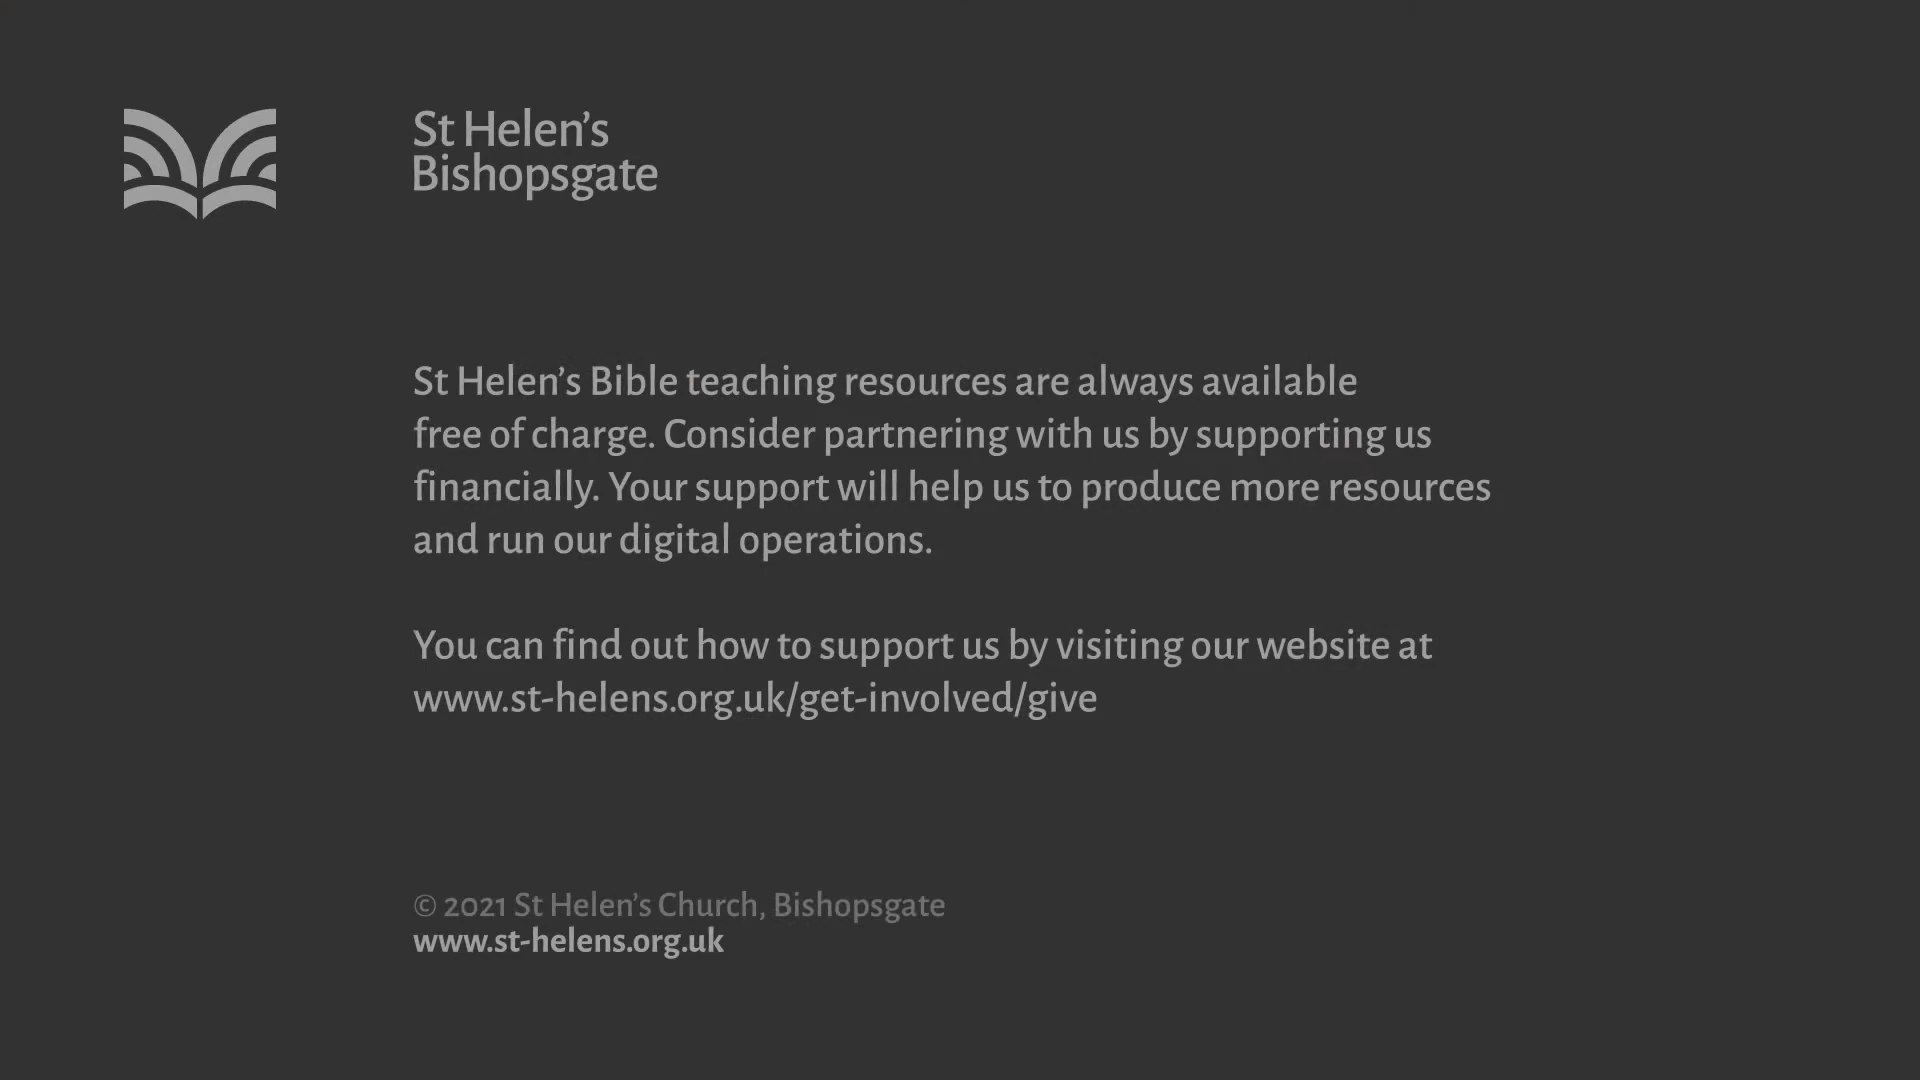 St Helen’s
Bishopsgate
St Helen’s Bible teaching resources are always available
free of charge. Consider partnering with us by supporting us
financially. Your support will help us to produce more resources
and run our digital operations.
You can find out how to support us by visiting our website at
www.st-helens.org.uk/get-involved/give
© 2021 St Helen’s Church, Bishopsgate
www.st-helens.org.uk